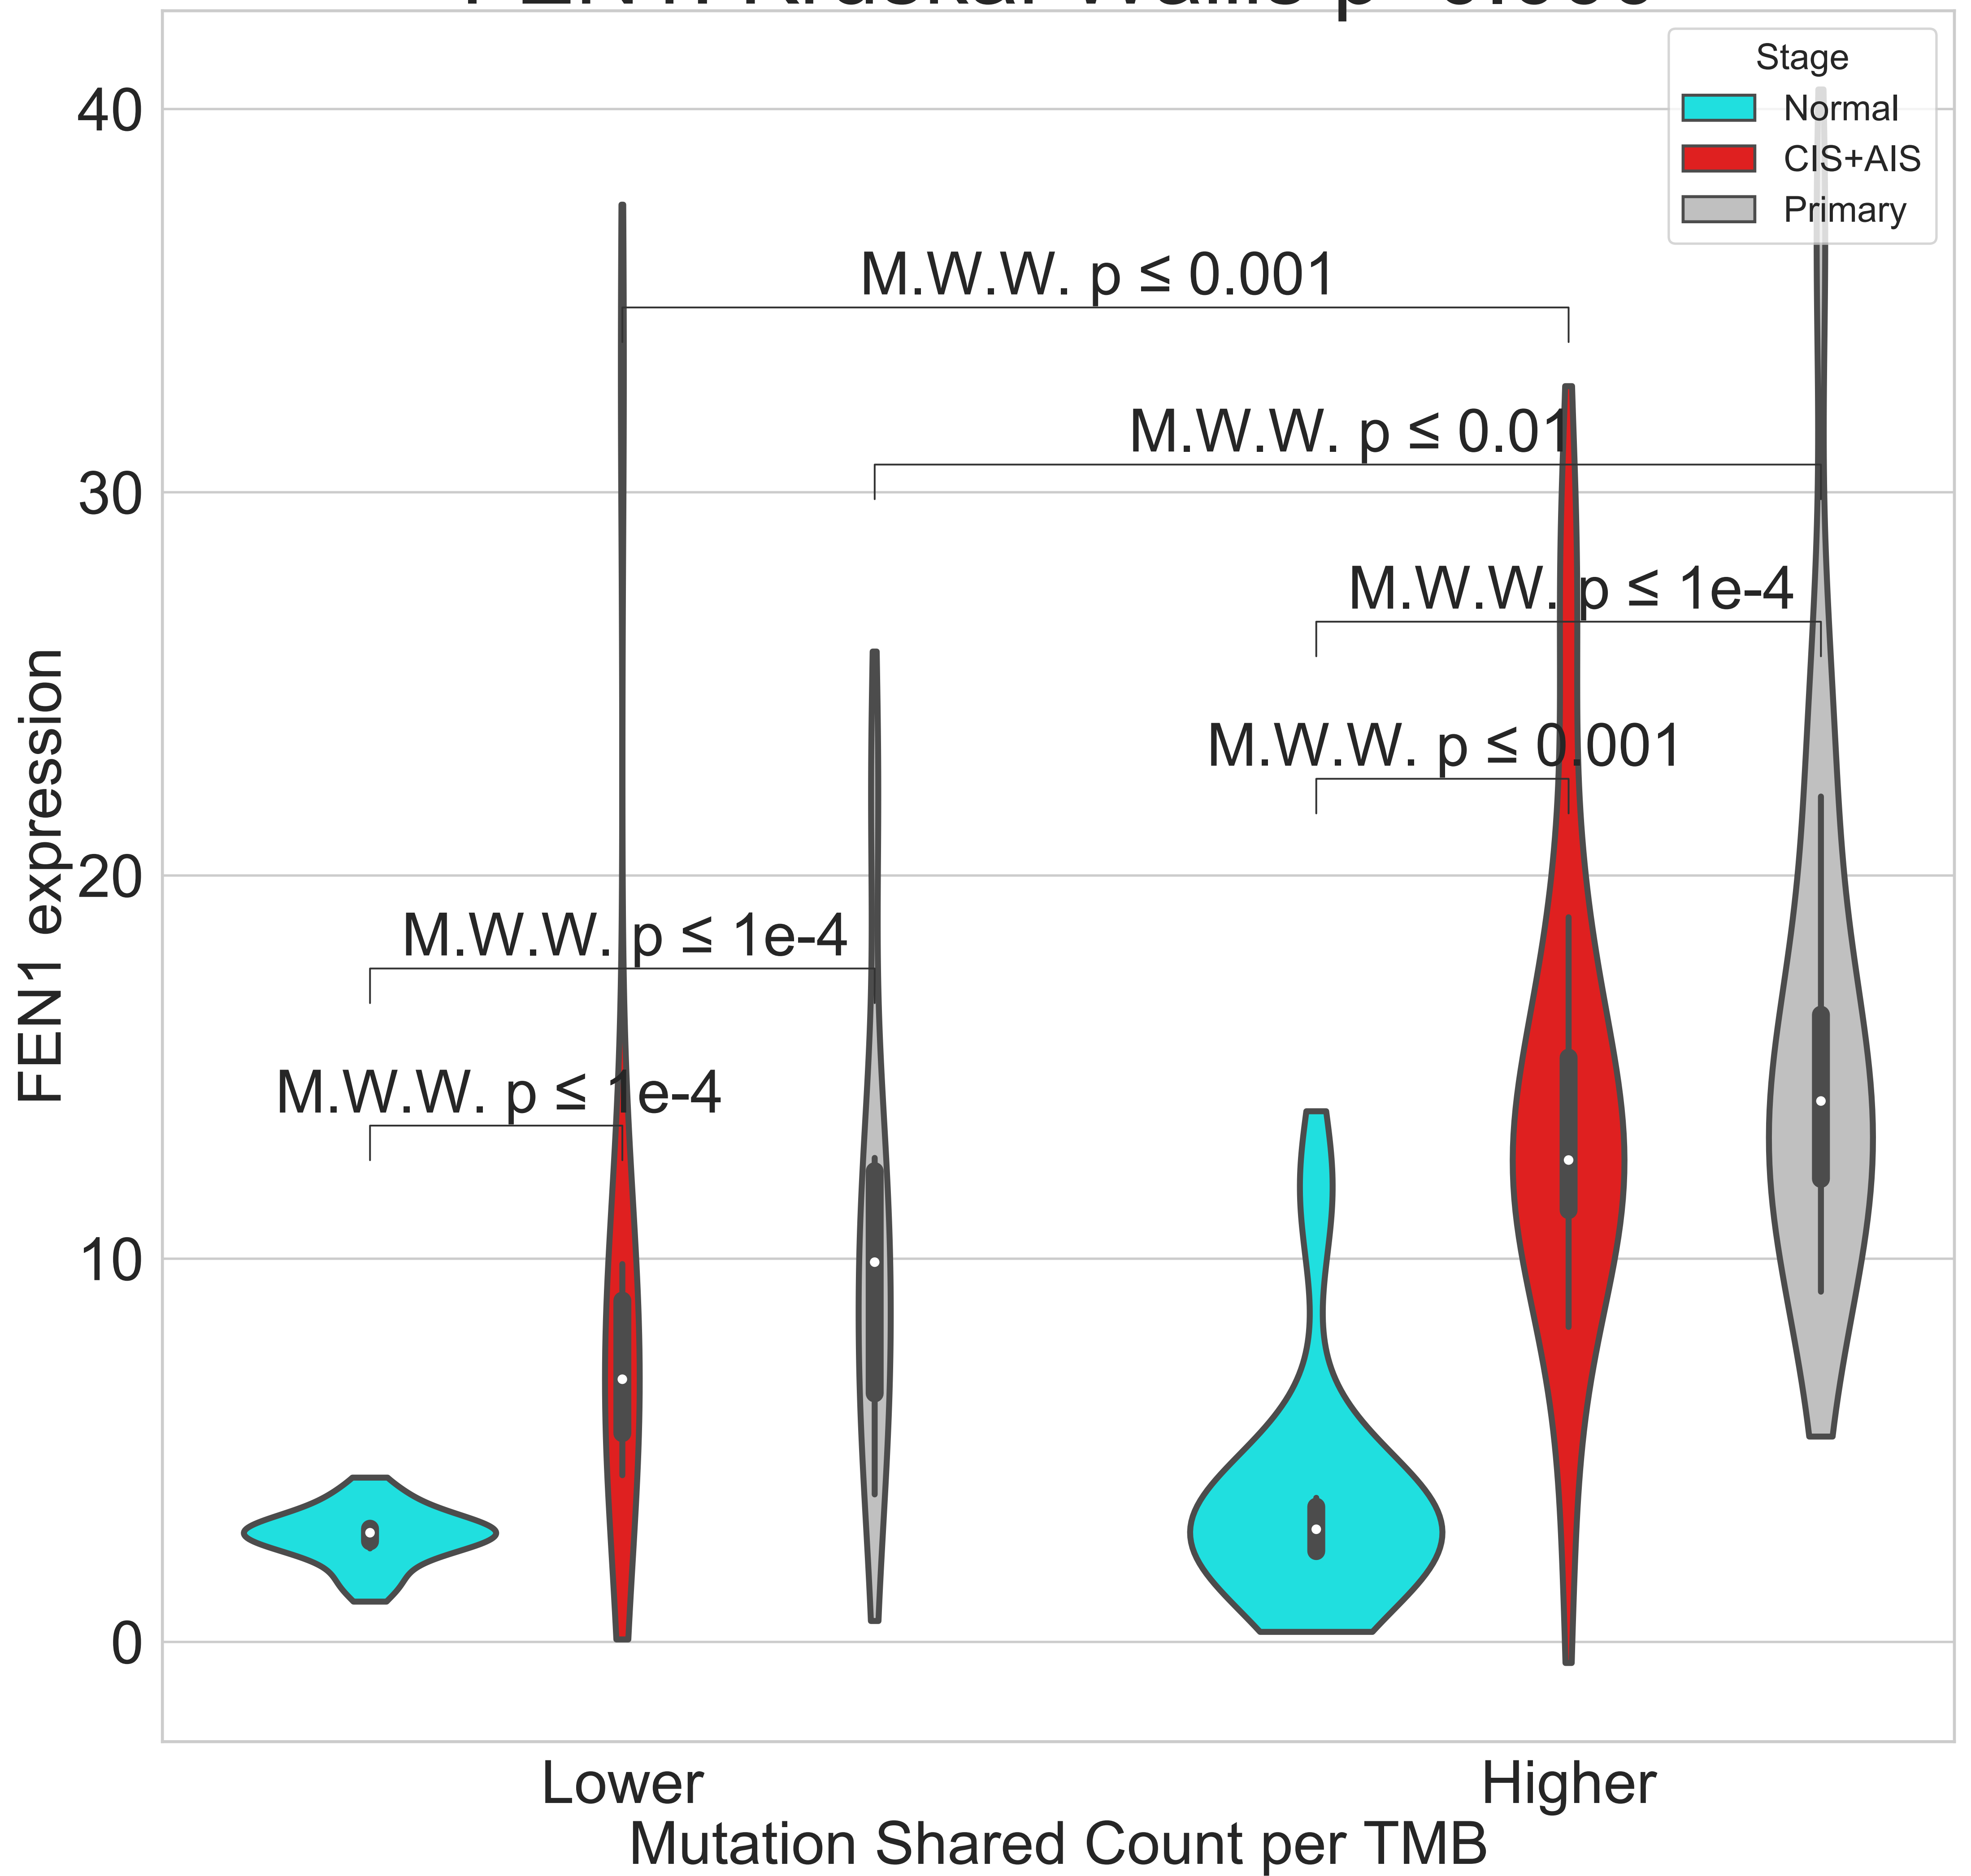 Stage
Normal
CIS+AIS
Primary
40
30
20
10
0
FEN1 expression
M.W.W. p ≤ 0.001
M.W.W. p ≤ 0.01
M.W.W. p ≤ 1e-4
M.W.W. p ≤ 0.001
M.W.W. p ≤ 1e-4
M.W.W. p ≤ 1e-4
Lower
Higher
Mutation Shared Count per TMB